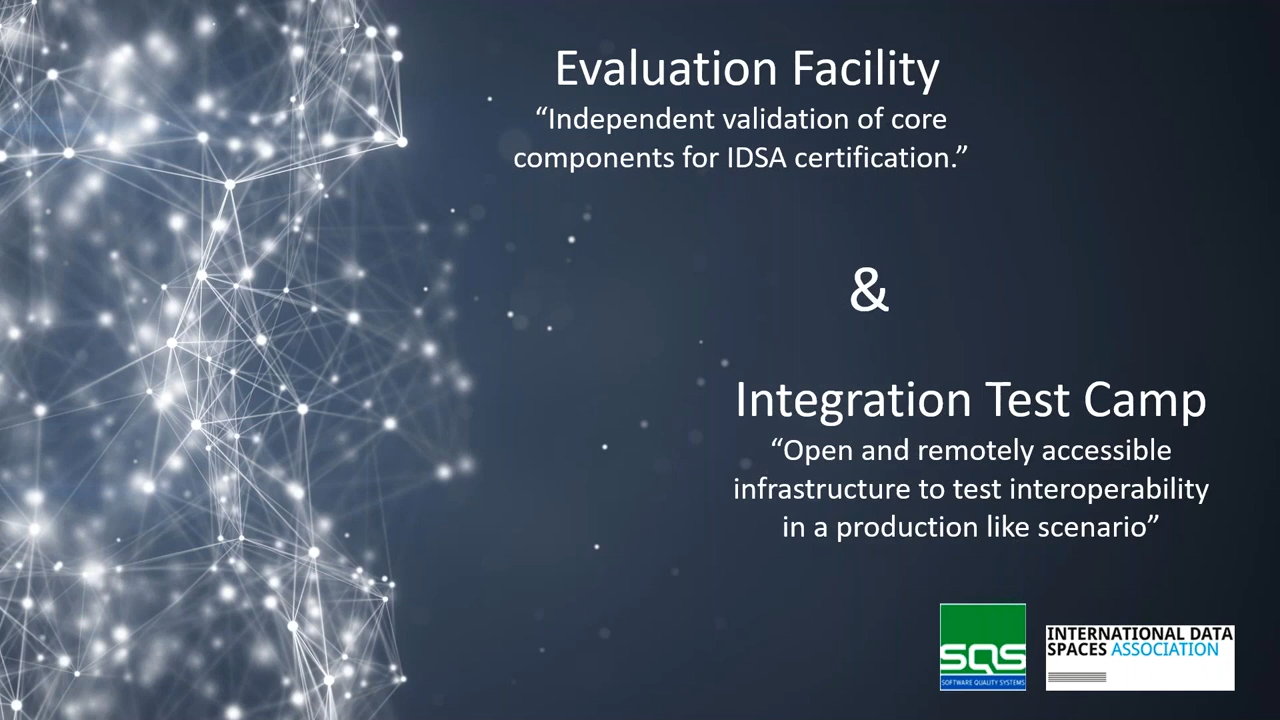 Evaluation Facility
“Independent validation of core
components for IDSA certification.”
&
Integration Test Camp
“Open and remotely accessible
infrastructure to test interoperability
in a production like scenario”
SQS
SOFTWARE QUALITY SYSTEMS
INTERNATIONAL DATA
SPACES ASSOCIATION